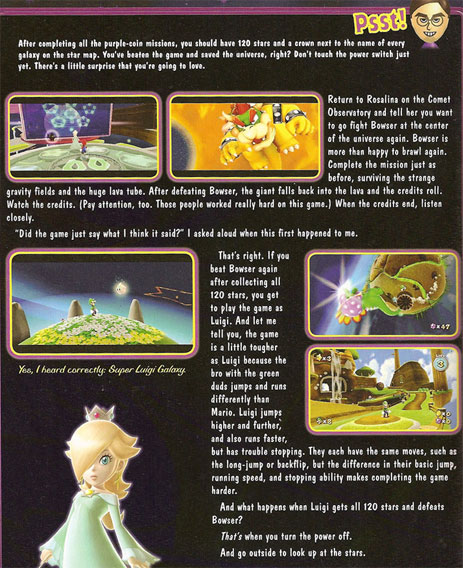 Psst!
After completing all the purple-coin missions, you should have 120 stars and a crown next to the name of every
galaxy on the star map. You've beaten the game and saved the universe, right? Don't touch the power switch just
yet. There's a little surprise that you're going to love.
Return to Rosalina on the Comet
Observatory and tell her you want
to go fight Bowser at the center
of the universe again. Bowser is
more than happy to brawl again.
Complete the mission just as
before, surviving the strange
gravity fields and the huge lava tube. After defeating Bowser, the giant falls back into the lava and the credits roll.
Watch the credits. (Pay attention, too. Those people worked really hard on this game.) When the credits end, listen
closely.
"Did the game just say what I think it said?" I asked aloud when this first happened to me.
Yes, I heard correctly: Super Luigi Galaxy.
That's right. If you
beat Bowser again
after collecting all
120 stars, you get
to play the game as
Luigi. And let me
tell you, the game
is a little tougher
as Luigi because the
bro with the green
duds jumps and runs
differently than
Mario. Luigi jumps
higher and further,
and also runs faster,
but has trouble stopping. They each have the same moves, such as
the long-jump or backflip, but the difference in their basic jump,
running speed, and stopping ability makes completing the game
harder.
And what happens when Luigi gets all 120 stars and defeats
Bowser?
That's when you turn the power off.
And go outside to look up at the stars.
x47
x3
3